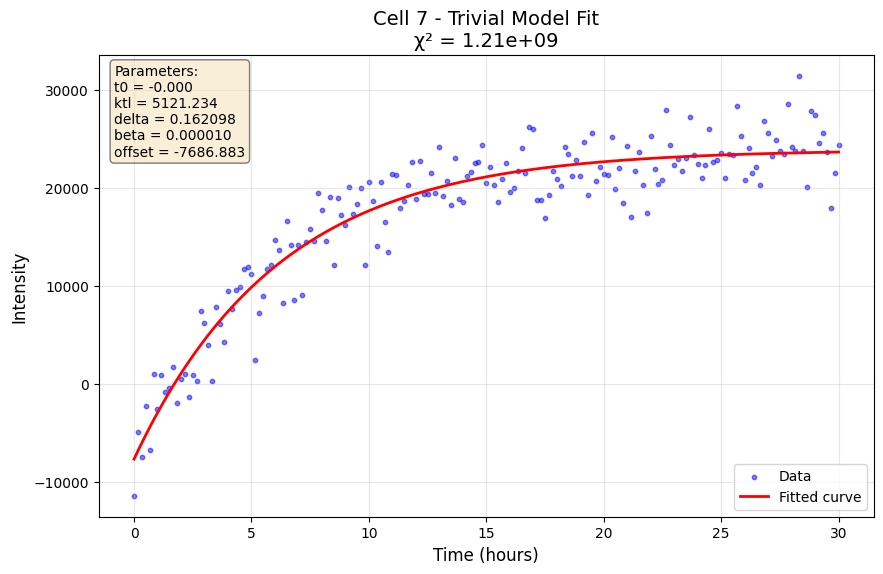 Cell 7 - Trivial Model Fit
χ² = 1.21e+09
Parameters:
t0 = -0.000
ktl = 5121.234
delta = 0.162098
beta = 0.000010
offset = -7686.883
30000
20000
10000
0
−10000
Intensity
0 5 10 15 20 25 30
Time (hours)
Data
Fitted curve